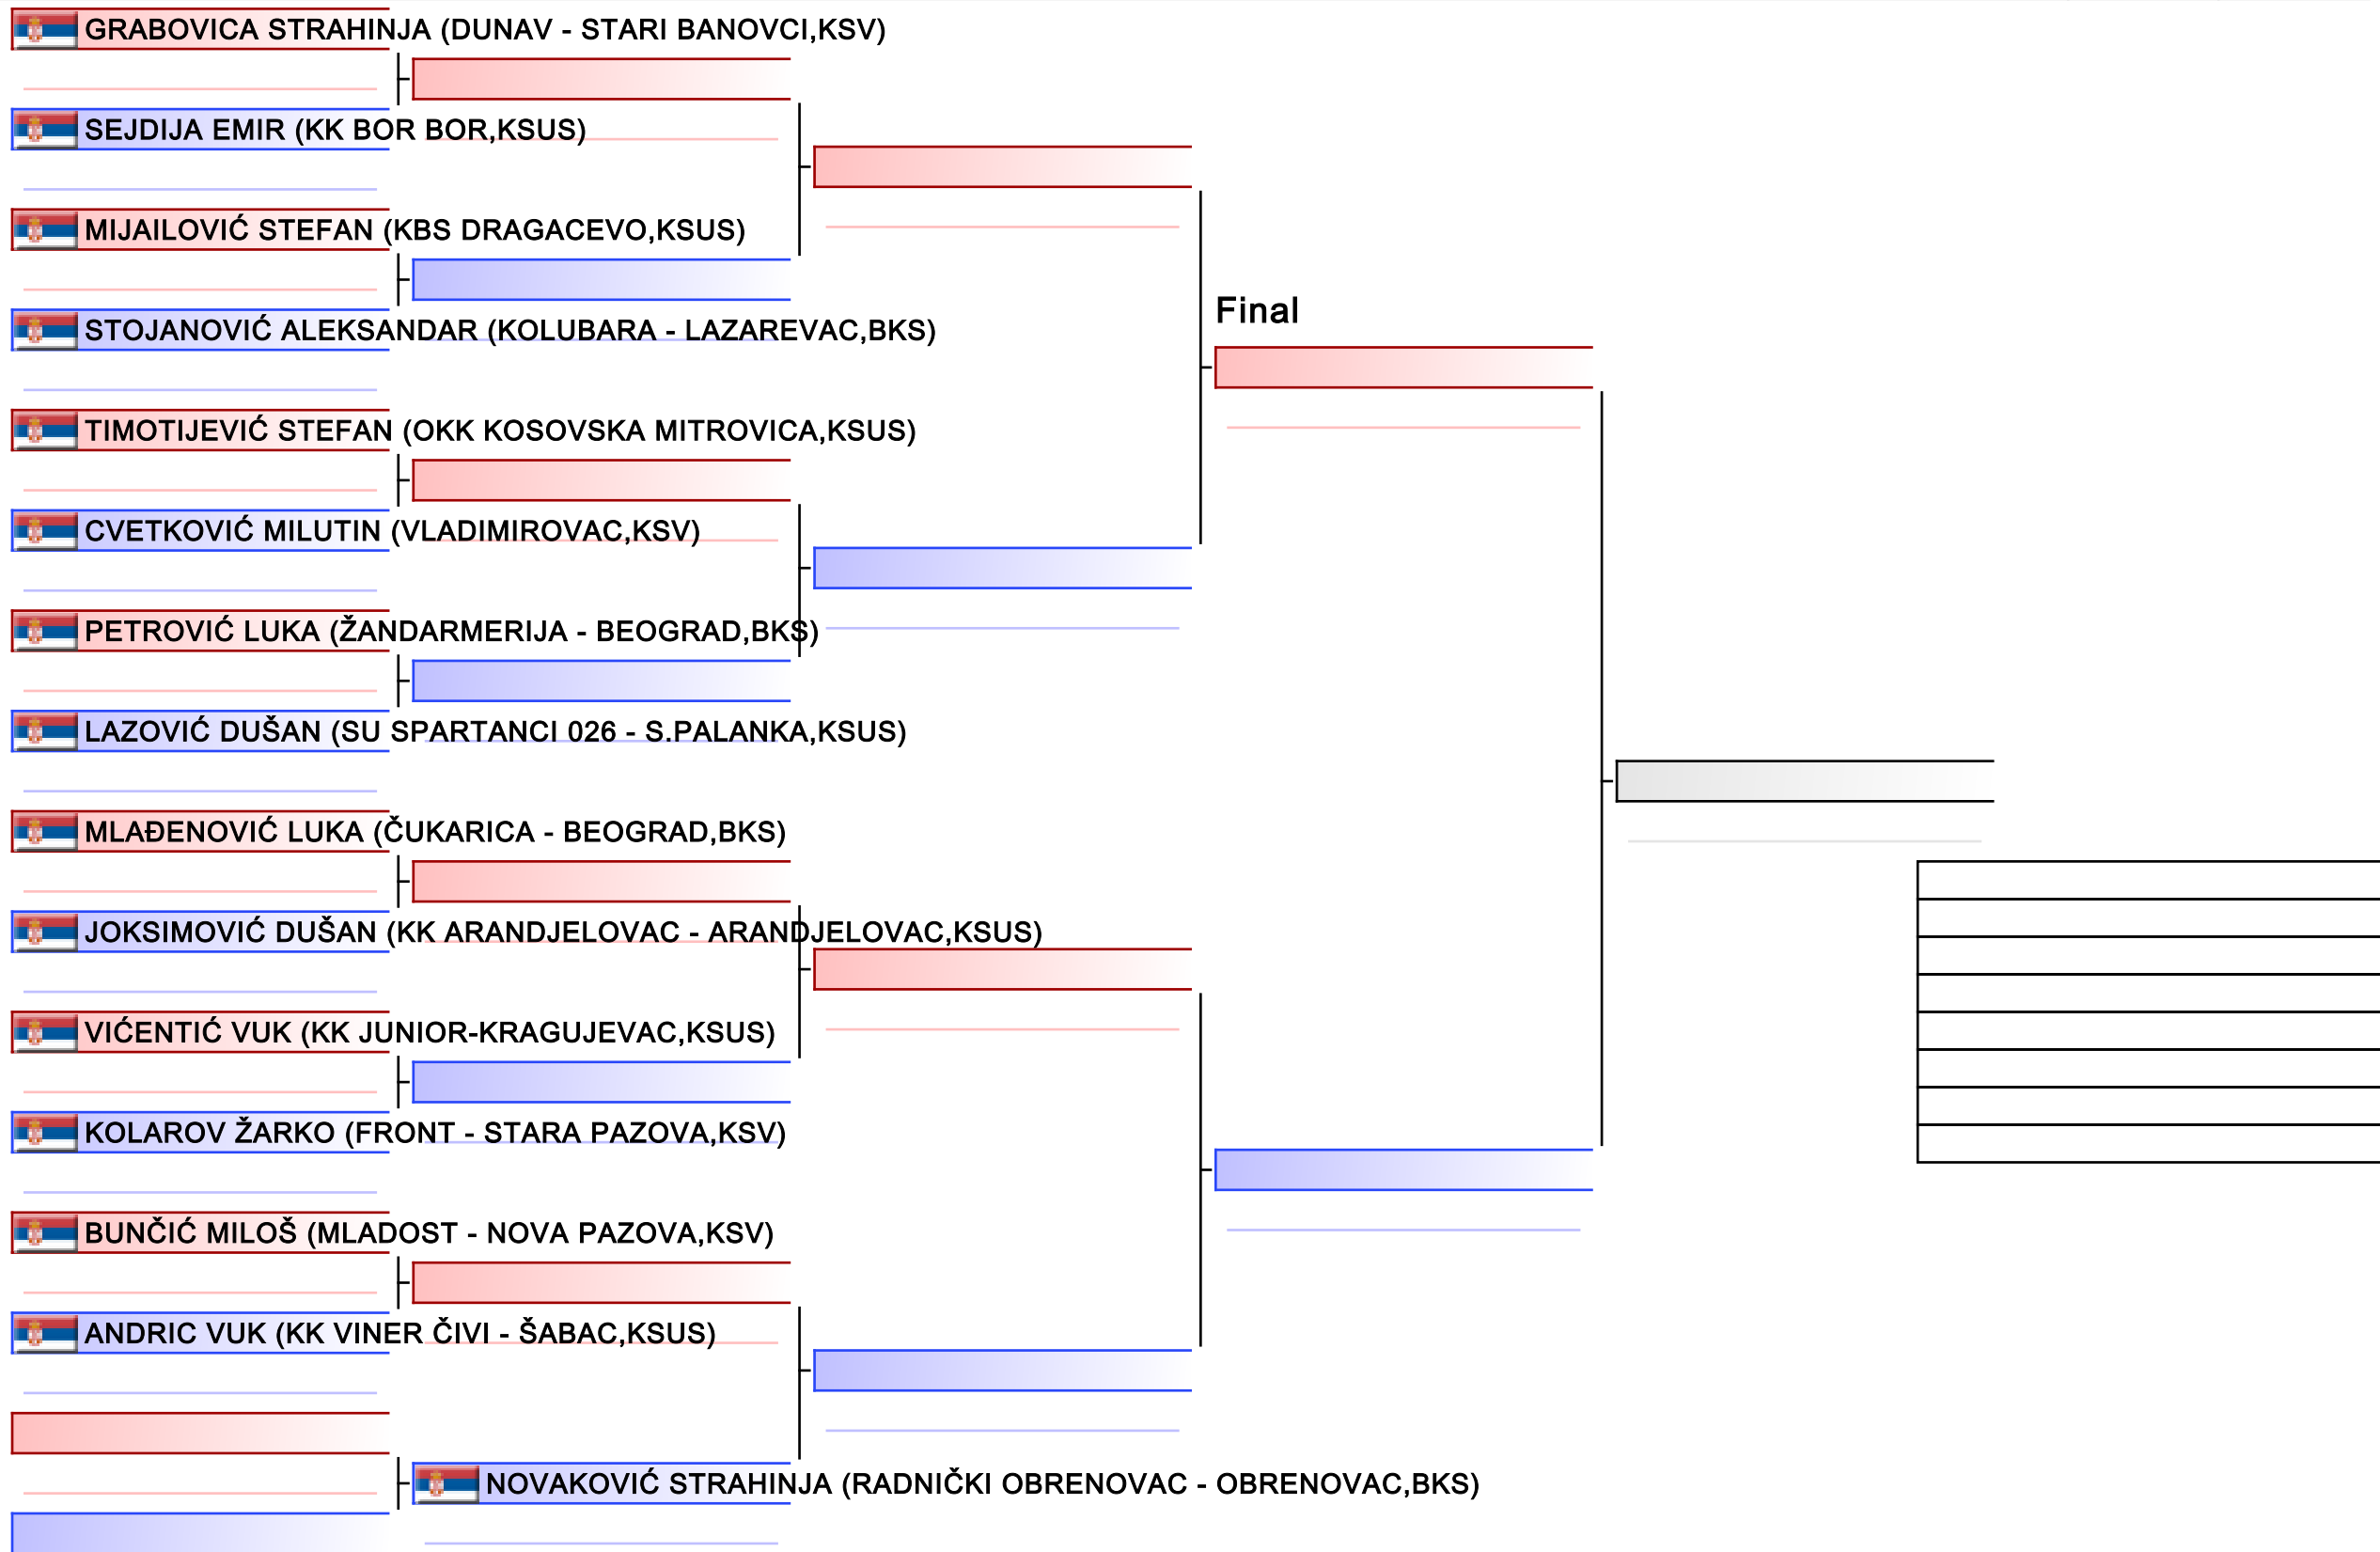 GRABOVICA STRAHINJA (DUNAV - STARI BANOVCI,KSV)
SEJDIJA EMIR (KK BOR BOR,KSUS)
MIJAILOVIĆ STEFAN (KBS DRAGACEVO,KSUS)
STOJANOVIĆ ALEKSANDAR (KOLUBARA - LAZAREVAC,BKS)
TIMOTIJEVIĆ STEFAN (OKK KOSOVSKA MITROVICA,KSUS)
CVETKOVIĆ MILUTIN (VLADIMIROVAC,KSV)
PETROVIĆ LUKA (ŽANDARMERIJA - BEOGRAD,BKS)
LAZOVIĆ DUŠAN (SU SPARTANCI 026 - S.PALANKA,KSUS)
MLAĐENOVIĆ LUKA (ČUKARICA - BEOGRAD,BKS)
JOKSIMOVIĆ DUŠAN (KK ARANDJELOVAC - ARANDJELOVAC,KSUS)
VIĆENTIĆ VUK (KK JUNIOR-KRAGUJEVAC,KSUS)
KOLAROV ŽARKO (FRONT - STARA PAZOVA,KSV)
BUNČIĆ MILOŠ (MLADOST - NOVA PAZOVA,KSV)
ANDRIC VUK (KK VINER ČIVI - ŠABAC,KSUS)
NOVAKOVIĆ STRAHINJA (RADNIČKI OBRENOVAC - OBRENOVAC,BKS)
Final